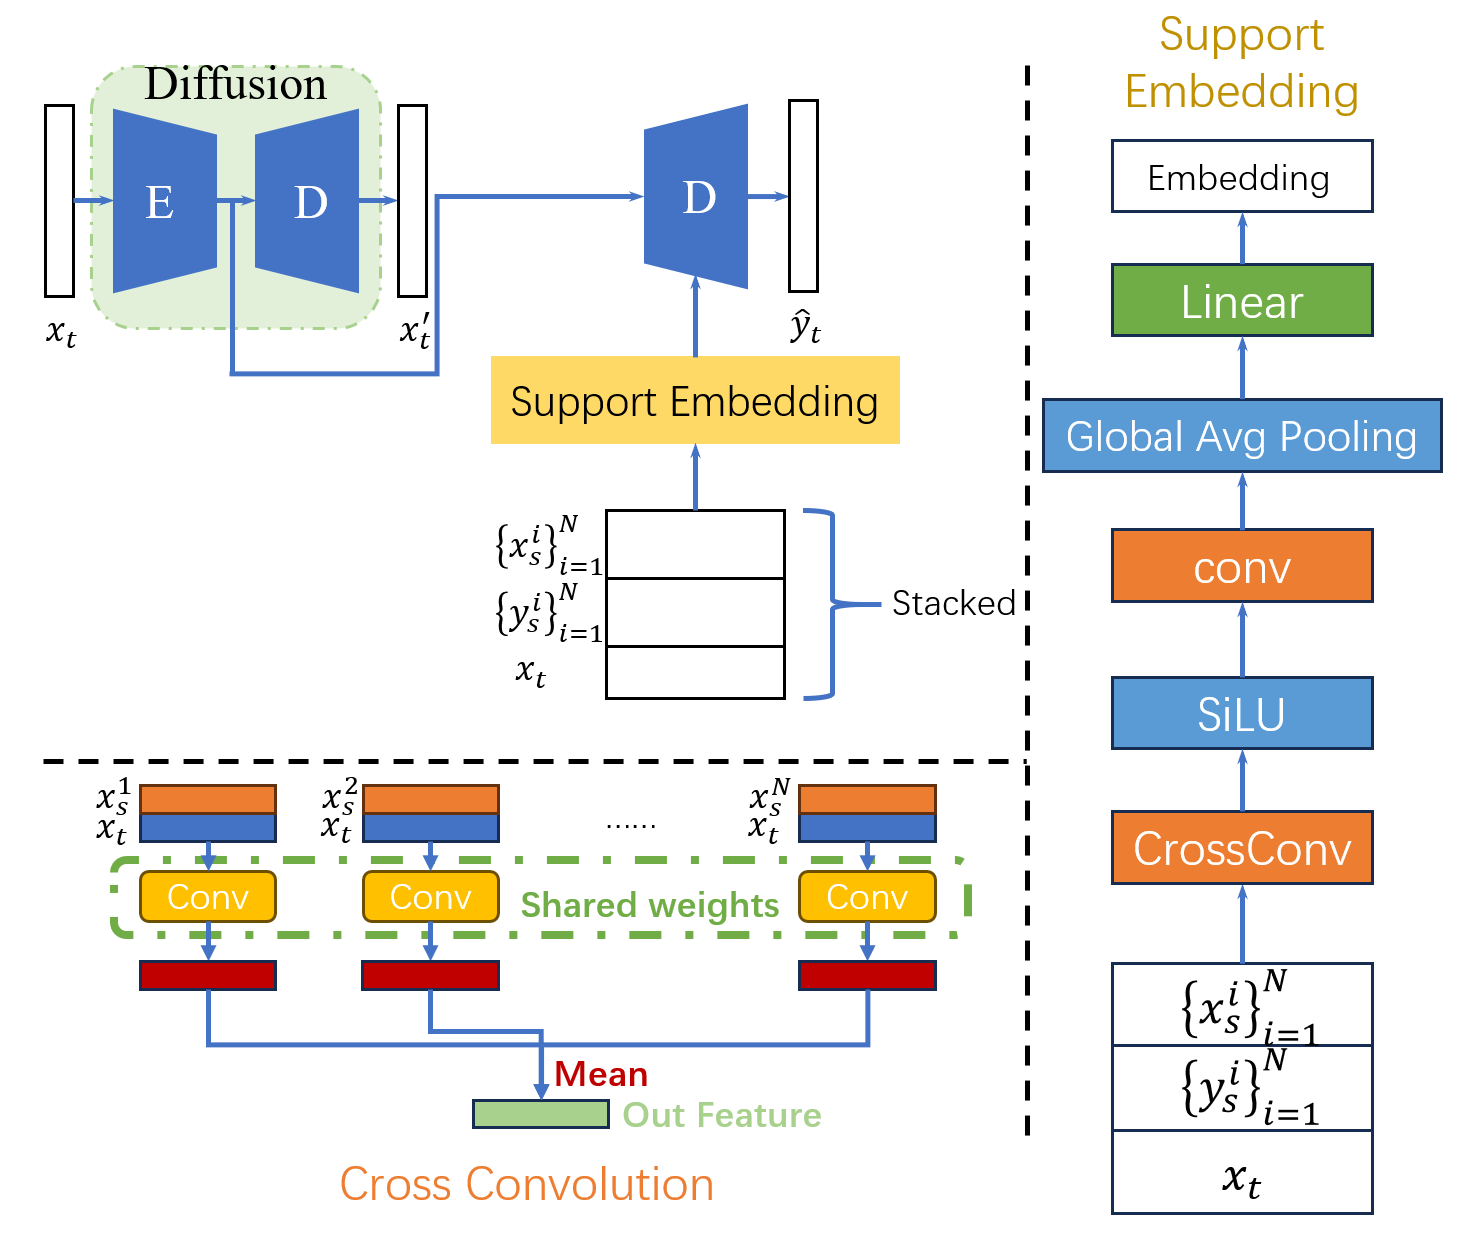 Diffusion
E
D
D
$x_t$
$x_t'$
$\hat{y}_t$
Support Embedding
$\{x_s^i\}_{i=1}^N$
$\{y_s^i\}_{i=1}^N$
$x_t$
Stacked
$x_s^1$
$x_t$
$x_s^2$
$x_t$
......
$x_s^N$
$x_t$
Conv
Conv
Shared weights
Conv
Mean
Out Feature
Cross Convolution
Support
Embedding
Embedding
Linear
Global Avg Pooling
conv
SiLU
CrossConv
$\{x_s^i\}_{i=1}^N$
$\{y_s^i\}_{i=1}^N$
$x_t$